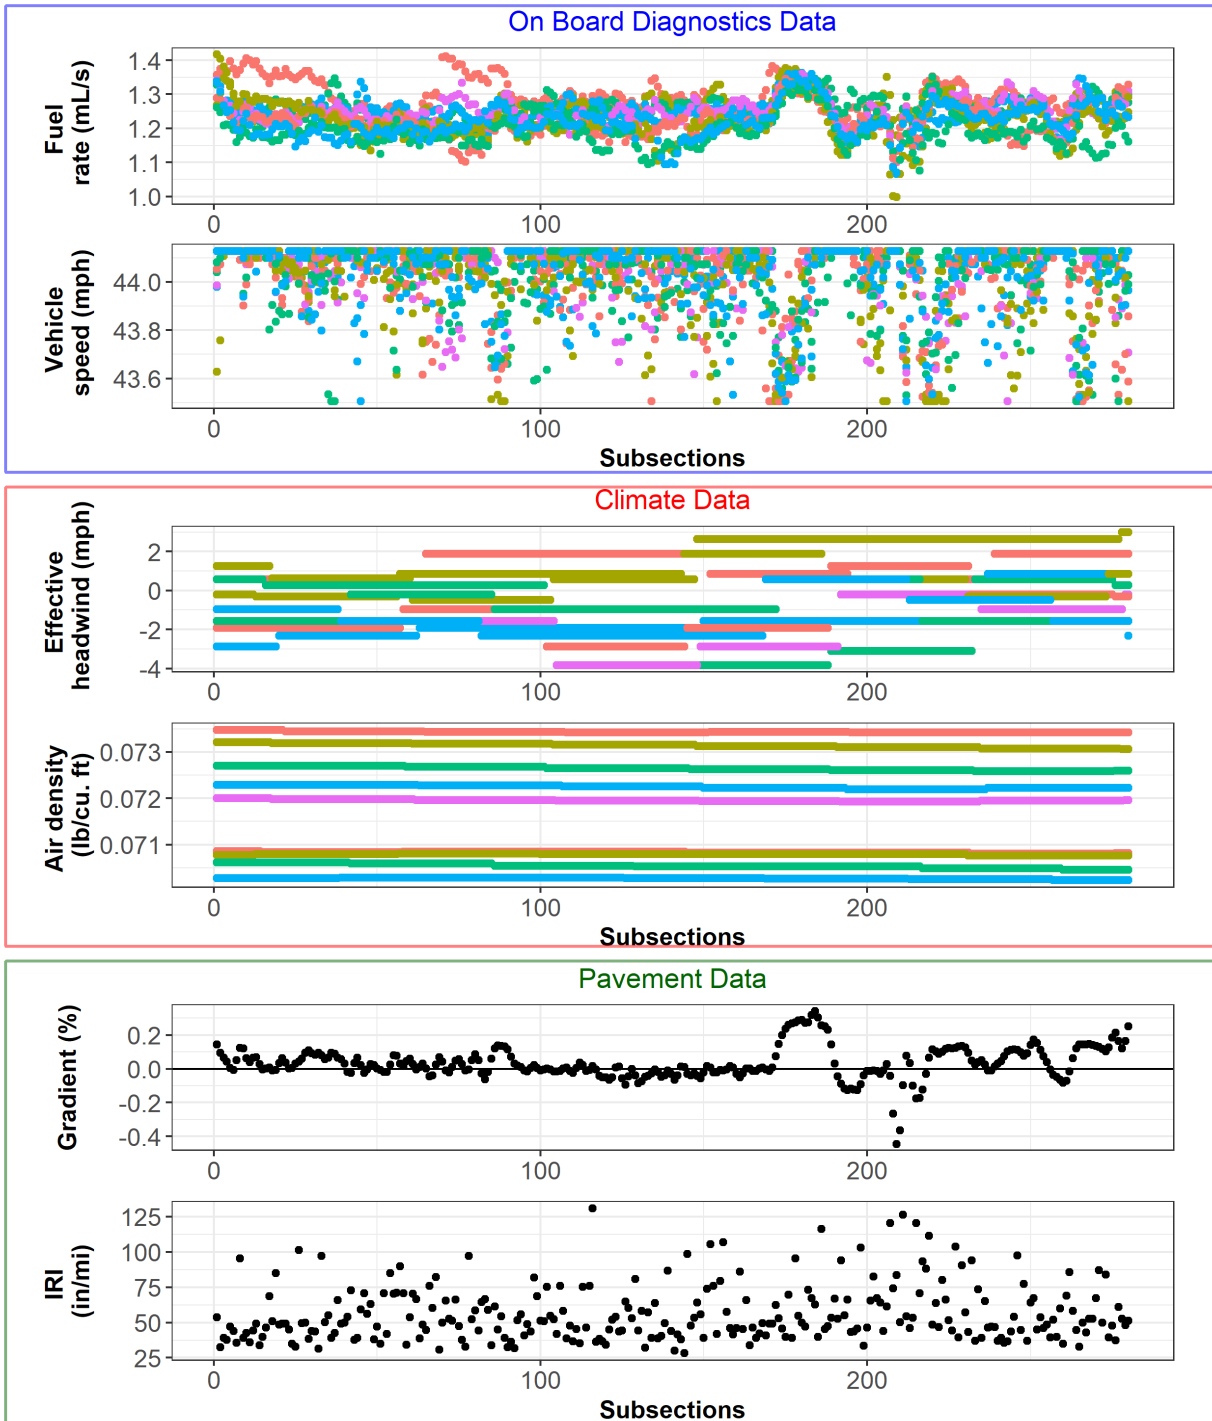 On Board Diagnostics Data
Fuel
rate (mL/s)
1.4
1.3
1.2
1.1
1.0
0 100 200
Vehicle
speed (mph)
44.0
43.8
43.6
0 100 200
Subsections
Climate Data
Effective
headwind (mph)
2
0
-2
-4
0 100 200
Air density
(lb/cu. ft)
0.073
0.072
0.071
0 100 200
Subsections
Pavement Data
Gradient (%)
0.2
0.0
-0.2
-0.4
0 100 200
IRI
(in/mi)
125
100
75
50
25
0 100 200
Subsections